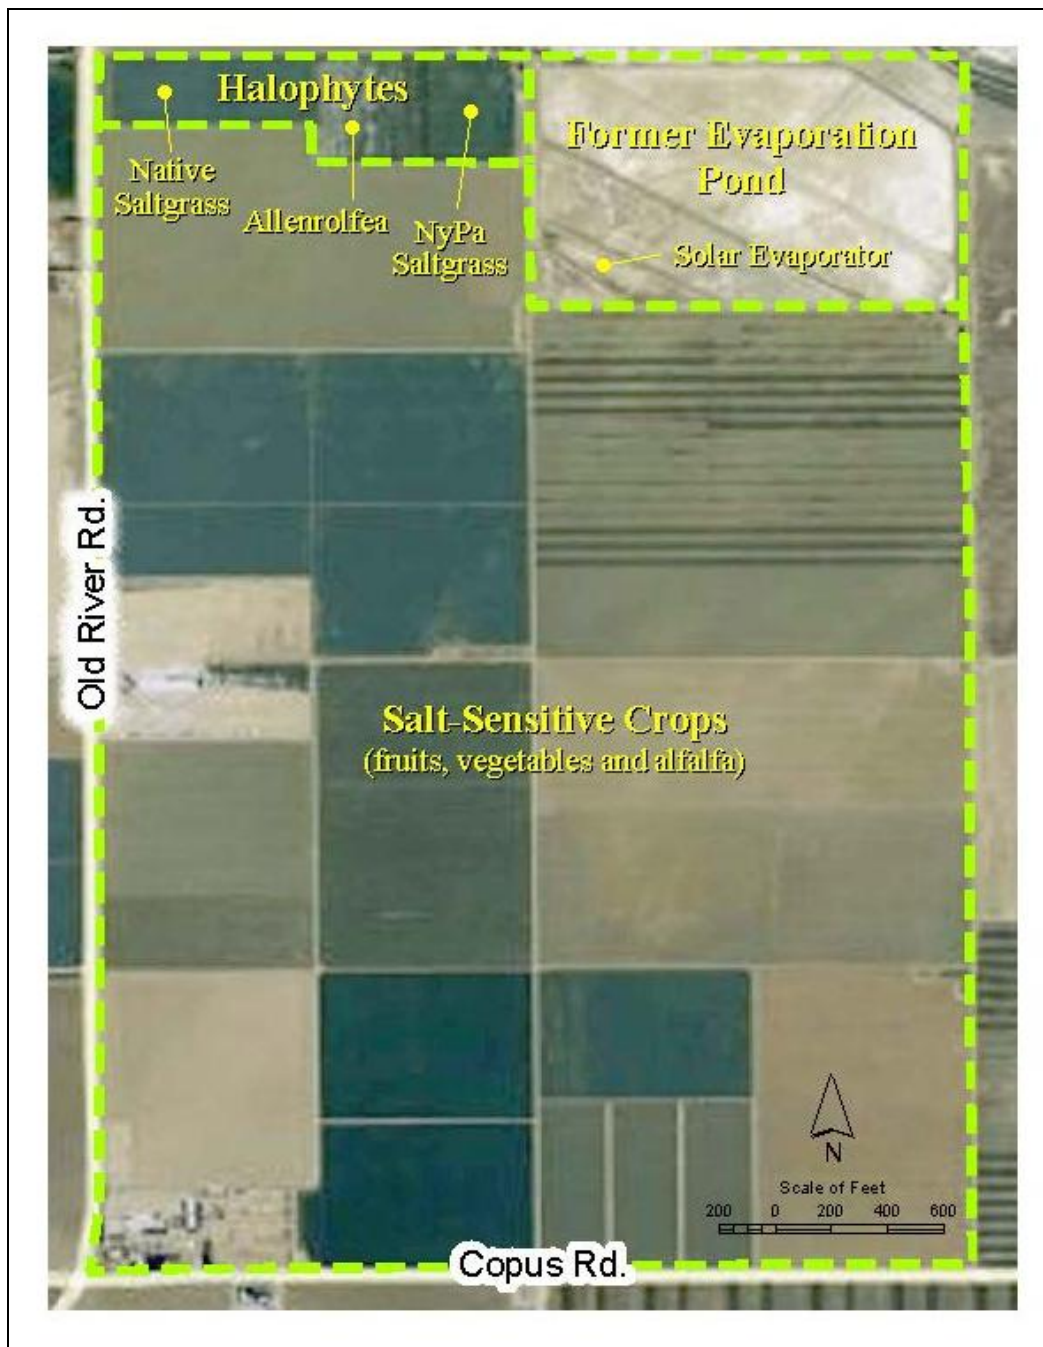 Halophytes
Native
Saltgrass
Allenrolfea
NyPa
Saltgrass
Former Evaporation
Pond
Solar Evaporator
Old River Rd.
Salt-Sensitive Crops
(fruits, vegetables and alfalfa)
N
Scale of Feet
200 0 200 400 600
Copus Rd.